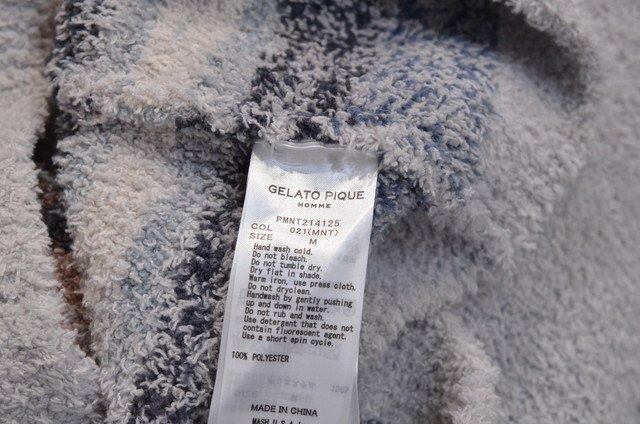 GELATO PIQUE
HOMME
PMNT214125
COL 021(MNT)
SIZE M
Hand wash cold.
Do not bleach.
Do not tumble dry.
Dry flat in shade.
Warm iron, use press cloth.
Do not dryclean.
Handwash by gently pushing
up and down in water.
Do not rub and wash.
Use detergent that does not
contain fluorescent agent.
Use a short spin cycle.
100% POLYESTER
MADE IN CHINA
MASH